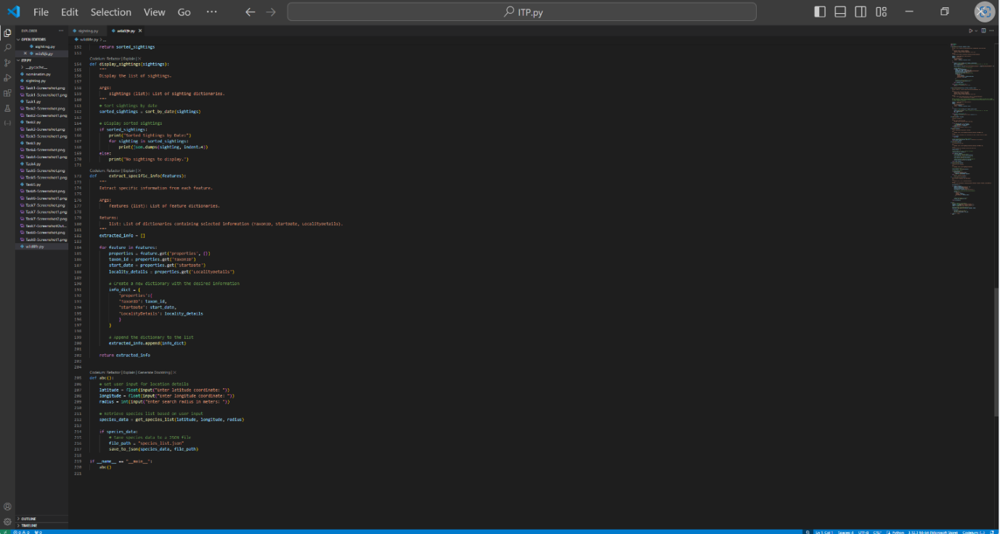 File Edit Selection View Go ···
ITP.py
EXPLORER ···
OPEN EDITORS
sighting.py
× wildlife.py
ITP.PY
__pycache__
nominatim.py
sighting.py
Task1-Screenshot.png
Task1-Screenshot1.png
Task1.py
Task2-Screenshot.png
Task2-Screenshot1.png
Task2.py
Task3-Screenshot.png
Task3-Screenshot1.png
Task3.py
Task4-Screenshot.png
Task4-Screenshot1.png
Task4.py
Task5-Screenshot.png
Task5-Screenshot1.png
Task5.py
Task6-Screenshot.png
Task6-Screenshot1.png
Task7-Screenshot.png
Task7-Screenshot1.png
Task7-Screenshot2.png
Task7-ScreenshotOut...
Task8-Screenshot.png
Task8-Screenshot1.png
wildlife.py
OUTLINE
TIMELINE
sighting.py wildlife.py ×
wildlife.py > ...
152 return sorted_sightings
153
Codeium: Refactor | Explain | ×
154 def display_sightings(sightings):
155 """
156 Display the list of sightings.
157
158 Args:
159 sightings (list): List of sighting dictionaries.
160 """
161 # Sort sightings by date
162 sorted_sightings = sort_by_date(sightings)
163
164 # Display sorted sightings
165 if sorted_sightings:
166 print("Sorted Sightings by Date:")
167 for sighting in sorted_sightings:
168 print(json.dumps(sighting, indent=4))
169 else:
170 print("No sightings to display.")
171
Codeium: Refactor | Explain | ×
172 def extract_specific_info(features):
173 """
174 Extract specific information from each feature.
175
176 Args:
177 features (list): List of feature dictionaries.
178
179 Returns:
180 list: List of dictionaries containing selected information (TaxonID, StartDate, LocalityDetails).
181 """
182 extracted_info = []
183
184 for feature in features:
185 properties = feature.get('properties', {})
186 taxon_id = properties.get('TaxonID')
187 start_date = properties.get('StartDate')
188 locality_details = properties.get('LocalityDetails')
189
190 # Create a new dictionary with the desired information
191 info_dict = {
192 'properties':{
193 'TaxonID': taxon_id,
194 'StartDate': start_date,
195 'LocalityDetails': locality_details
196 }
197 }
198
199 # Append the dictionary to the list
200 extracted_info.append(info_dict)
201
202 return extracted_info
203
204
Codeium: Refactor | Explain | Generate Docstring | ×
205 def abc():
206 # Get user input for location details
207 latitude = float(input("Enter latitude coordinate: "))
208 longitude = float(input("Enter longitude coordinate: "))
209 radius = int(input("Enter search radius in meters: "))
210
211 # Retrieve species list based on user input
212 species_data = get_species_list(latitude, longitude, radius)
213
214 if species_data:
215 # Save species data in a JSON file
216 file_path = "species_list.json"
217 save_to_json(species_data, file_path)
218
219 if __name__ == "__main__":
220 abc()
221
0 0 0
Ln 1, Col 1 Spaces: 4 UTF-8 CRLF Python 3.12.3 64-bit (Microsoft Store) Codeium: {...}